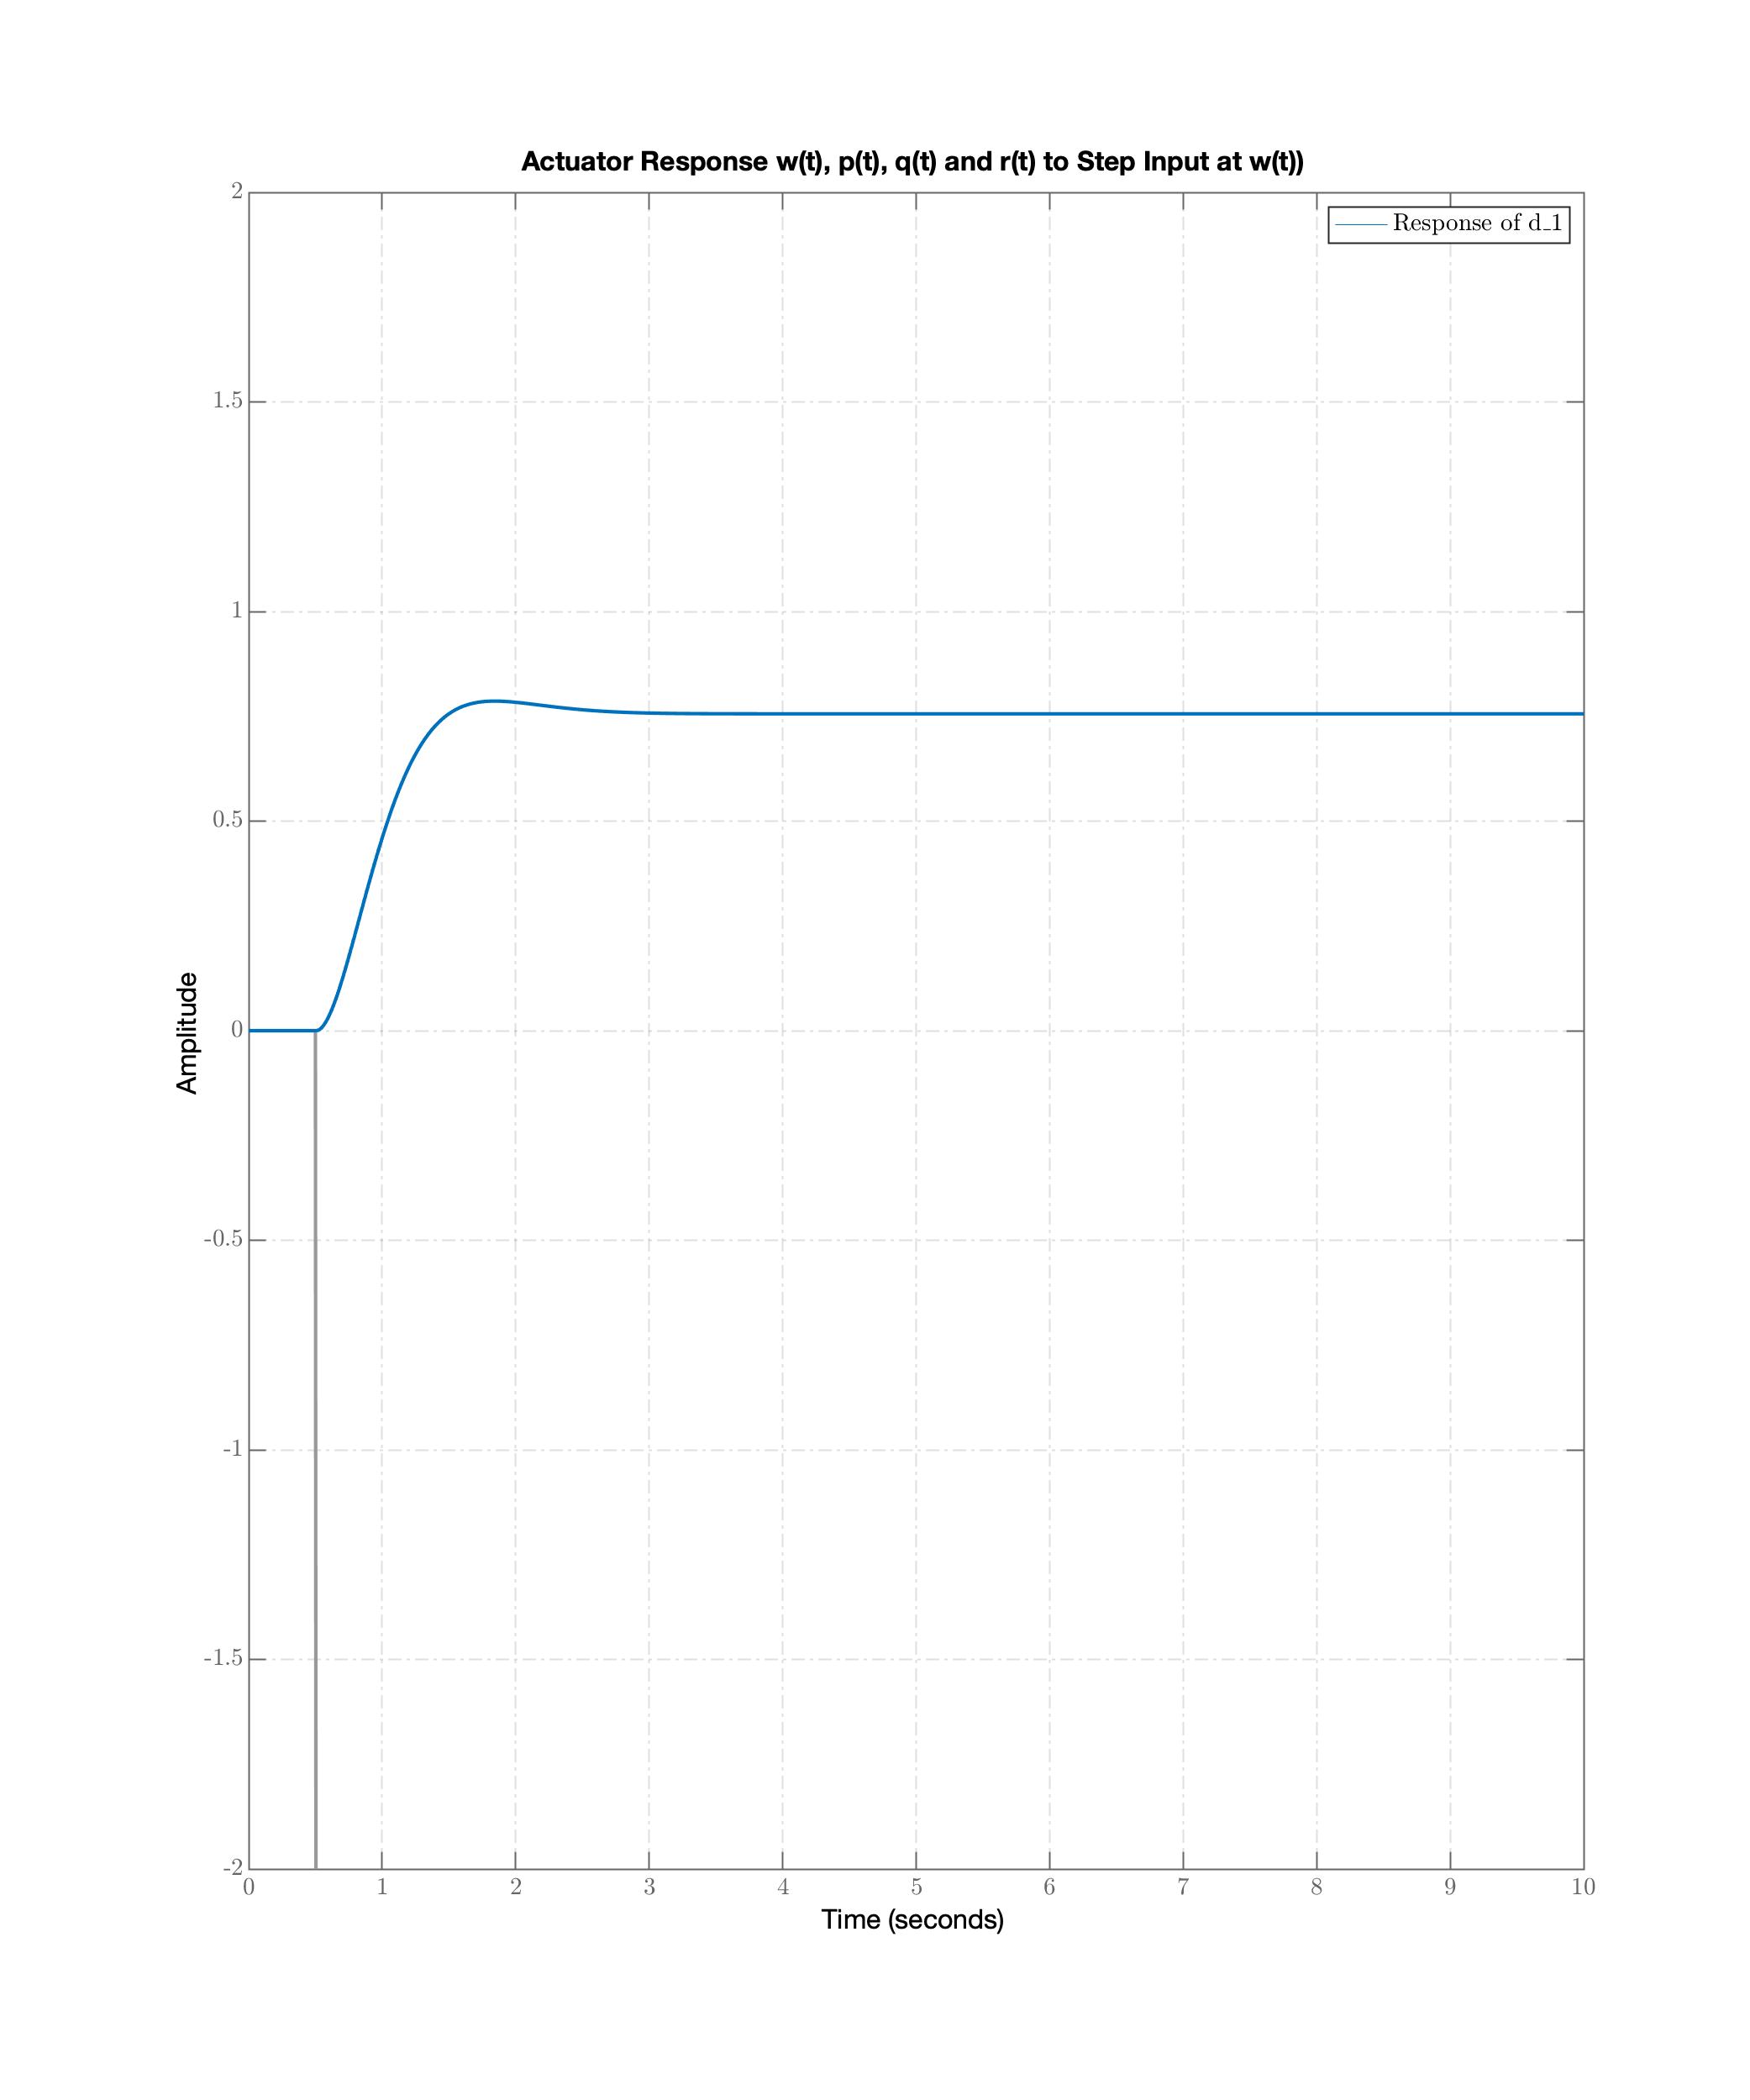 Actuator Response w(t), p(t), q(t) and r(t) to Step Input at w(t))
Response of d_1
2
1.5
1
0.5
0
-0.5
-1
-1.5
-2
Amplitude
0 1 2 3 4 5 6 7 8 9 10
Time (seconds)